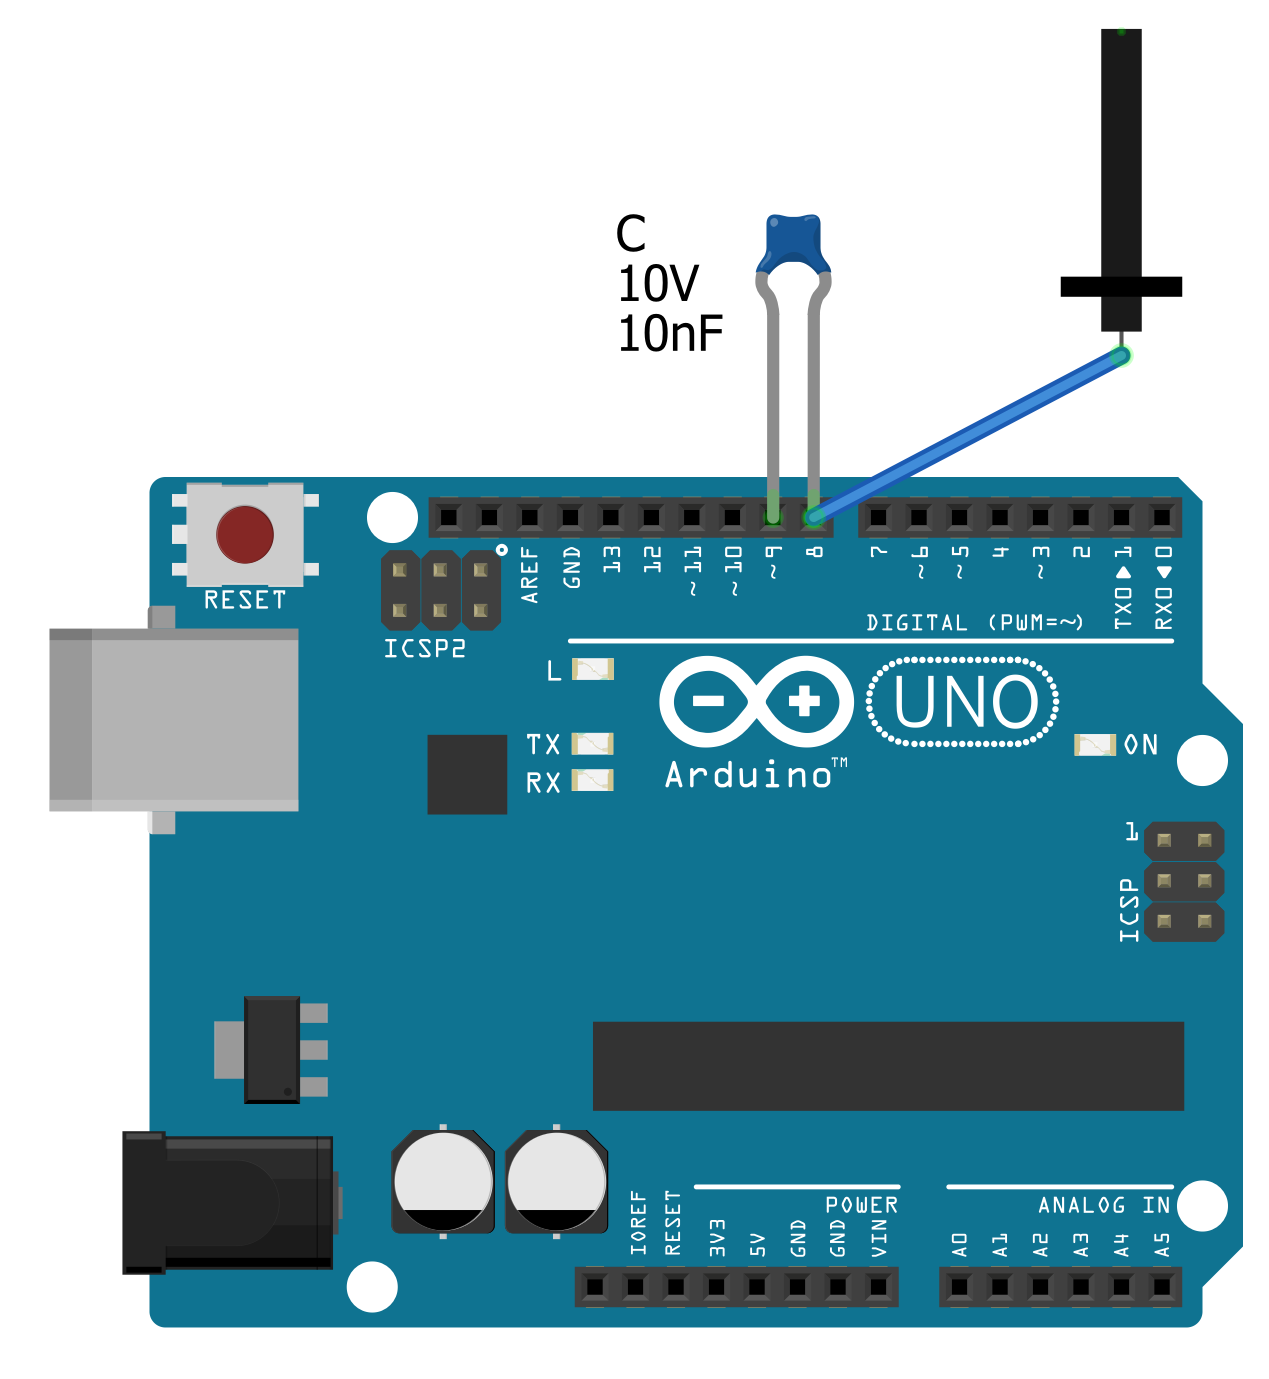 C
10V
10nF
RESET
ICSP2
AREF
GND
13
12
~11
~10
~9
8
7
~6
~5
4
~3
2
TX0▶1
RX0◀0
DIGITAL (PWM=~)
L
TX
RX
UNO
Arduino™
ON
1
ICSP
IOREF
RESET
3V3
5V
GND
GND
VIN
POWER
ANALOG IN
A0
A1
A2
A3
A4
A5